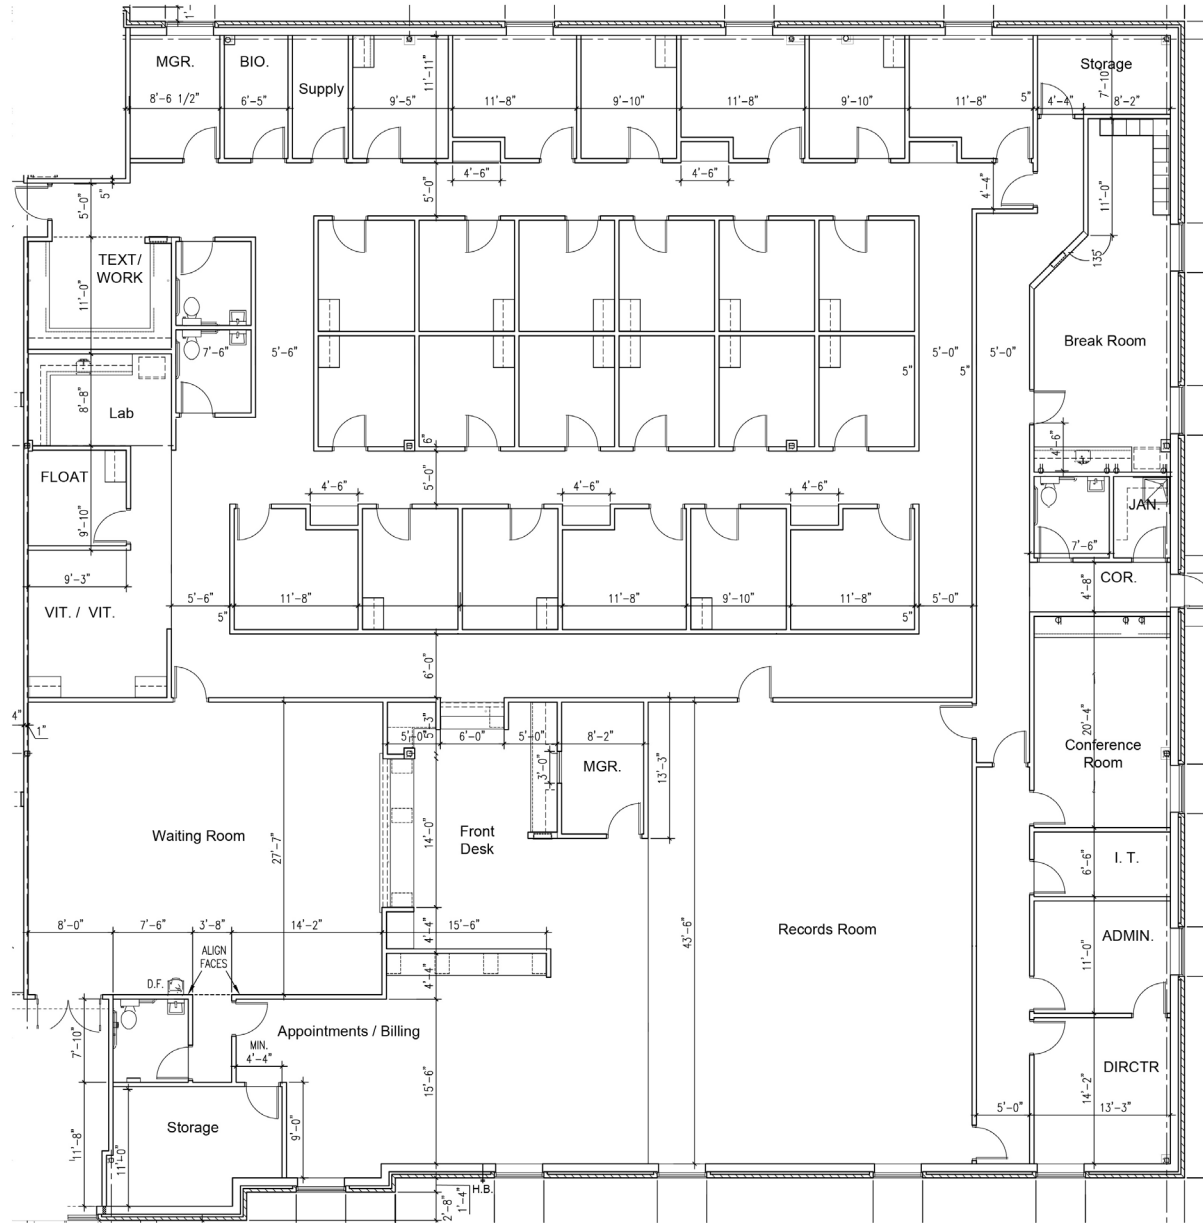 1'-
MGR.
BIO.
Supply
Storage
8'-6 1/2"
6'-5"
9'-5"
11'-11"
11'-8"
9'-10"
11'-8"
9'-10"
11'-8"
5"
4'-4"
7'-10"
8'-2"
5'-0"
5"
5'-0"
4'-6"
4'-6"
4'-4"
11'-0"
135°
TEXT/
WORK
11'-0"
7'-6"
5'-6"
5'-0"
5"
5"
5'-0"
Break Room
8'-8"
Lab
6"
4'-6"
FLOAT
9'-10"
5'-0"
4'-6"
4'-6"
4'-6"
JAN.
7'-6"
9'-3"
VIT. / VIT.
5'-6"
5"
11'-8"
11'-8"
9'-10"
11'-8"
5"
5'-0"
4'-8"
COR.
6'-0"
4"
1"
5'-3"
5'-0"
6'-0"
5'-0"
8'-2"
3'-0"
MGR.
13'-3"
20'-4"
Conference
Room
Waiting Room
27'-7"
14'-0"
Front
Desk
I. T.
6'-6"
8'-0"
7'-6"
3'-8"
14'-2"
4'-4"
15'-6"
43'-6"
Records Room
ADMIN.
11'-0"
ALIGN
FACES
D.F.
4'-4"
Appointments / Billing
7'-10"
MIN.
4'-4"
15'-6"
DIRCTR
14'-2"
5'-0"
13'-3"
Storage
11'-8"
11'-0"
9'-0"
H.B.
2'-8"
1'-4"